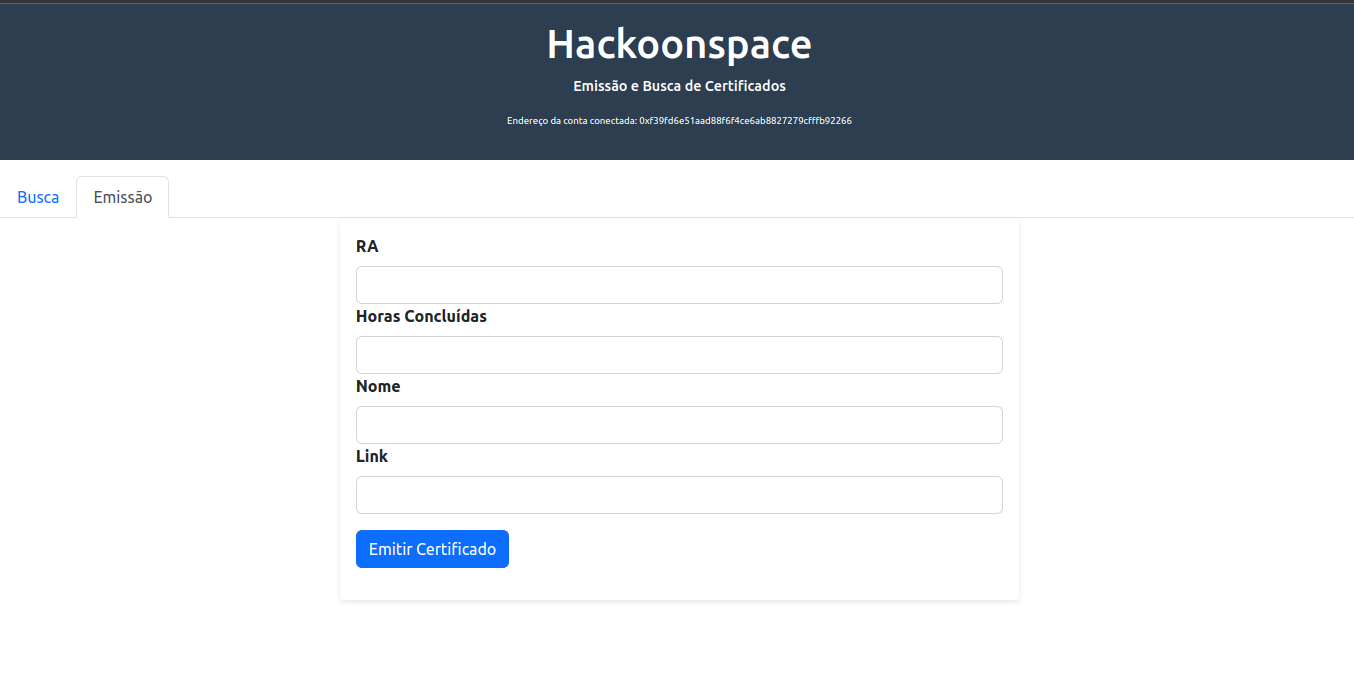 Hackoonspace
Emissão e Busca de Certificados
Endereço da conta conectada: 0xf39fd6e51aad88f6f4ce6ab8827279cfffb92266
Busca
Emissão
RA
Horas Concluídas
Nome
Link
Emitir Certificado